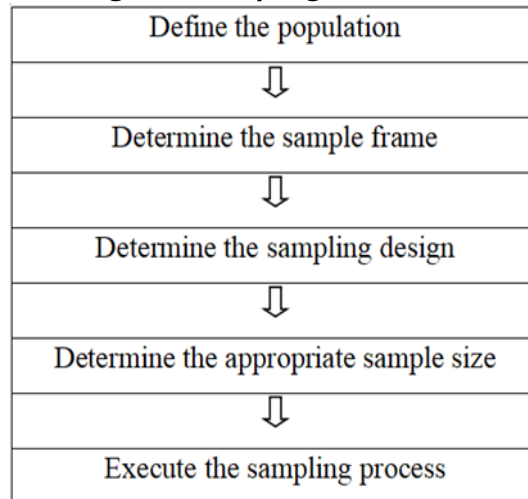 Define the population
⇩
Determine the sample frame
⇩
Determine the sampling design
⇩
Determine the appropriate sample size
⇩
Execute the sampling process